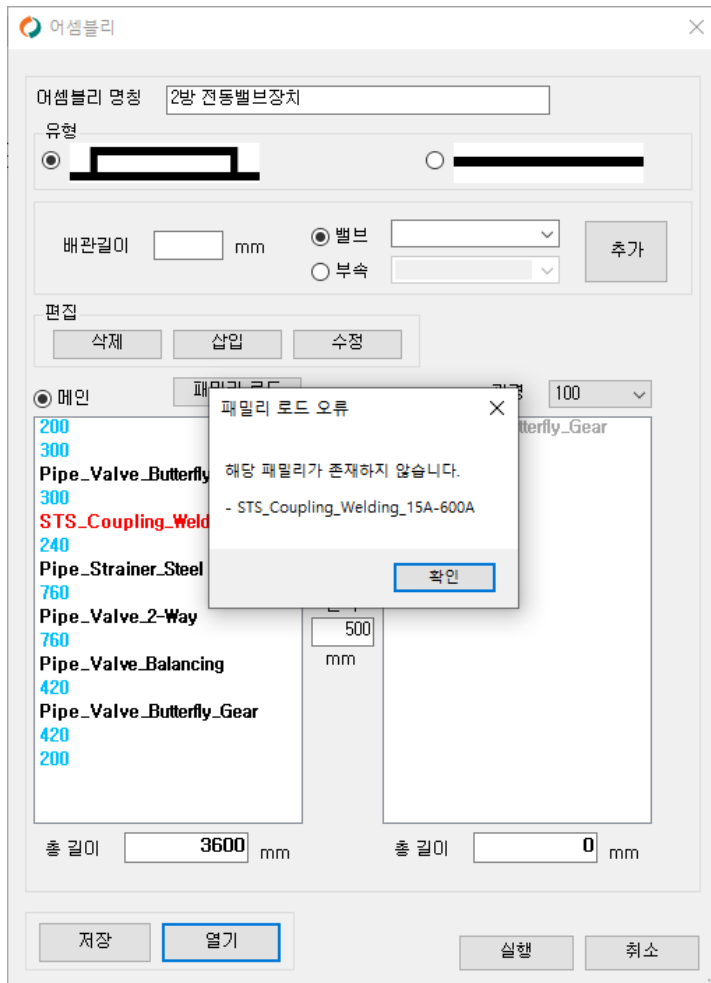 어셈블리
어셈블리 명칭 2방 전동밸브장치
유형
배관길이 mm
밸브
부속
추가
편집
삭제 삽입 수정
메인
100
패밀리 로드 오류
해당 패밀리가 존재하지 않습니다.
- STS_Coupling_Welding_15A-600A
확인
200
300
Pipe_Valve_Butterfly
300
STS_Coupling_Weld
240
Pipe_Strainer_Steel
760
Pipe_Valve_2-Way
760
Pipe_Valve_Balancing
420
Pipe_Valve_Butterfly_Gear
420
200
500
mm
tterfly_Gear
총 길이 3600 mm
총 길이 0 mm
저장 열기
실행 취소